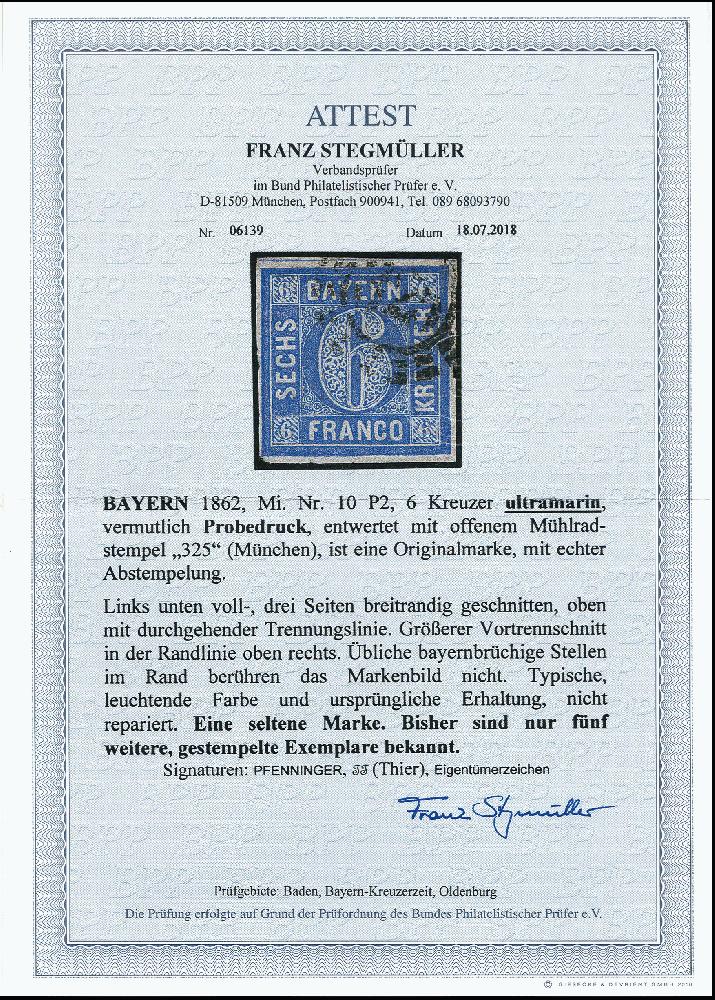 ATTEST
FRANZ STEGMÜLLER
Verbandsprüfer
im Bund Philatelistischer Prüfer e. V.
D-81509 München, Postfach 900941, Tel. 089 68093790
Nr. 06139 Datum 18.07.2018
BAYERN
SECHS
6
KREUZER
FRANCO
BAYERN 1862, Mi. Nr. 10 P2, 6 Kreuzer ultramarin,
vermutlich Probedruck, entwertet mit offenem Mühlrad-
stempel „325“ (München), ist eine Originalmarke, mit echter
Abstempelung.
Links unten voll-, drei Seiten breitrandig geschnitten, oben
mit durchgehender Trennungslinie. Größerer Vortrennschnitt
in der Randlinie oben rechts. Übliche bayernbrüchige Stellen
im Rand berühren das Markenbild nicht. Typische,
leuchtende Farbe und ursprüngliche Erhaltung, nicht
repariert. Eine seltene Marke. Bisher sind nur fünf
weitere, gestempelte Exemplare bekannt.
Signaturen: PFENNINGER, JJ (Thier), Eigentümerzeichen
Franz Stegmüller
Prüfgebiete: Baden, Bayern-Kreuzerzeit, Oldenburg
Die Prüfung erfolgte auf Grund der Prüfordnung des Bundes Philatelistischer Prüfer e.V.
© GIESECKE & DEVRIENT GMBH 2010